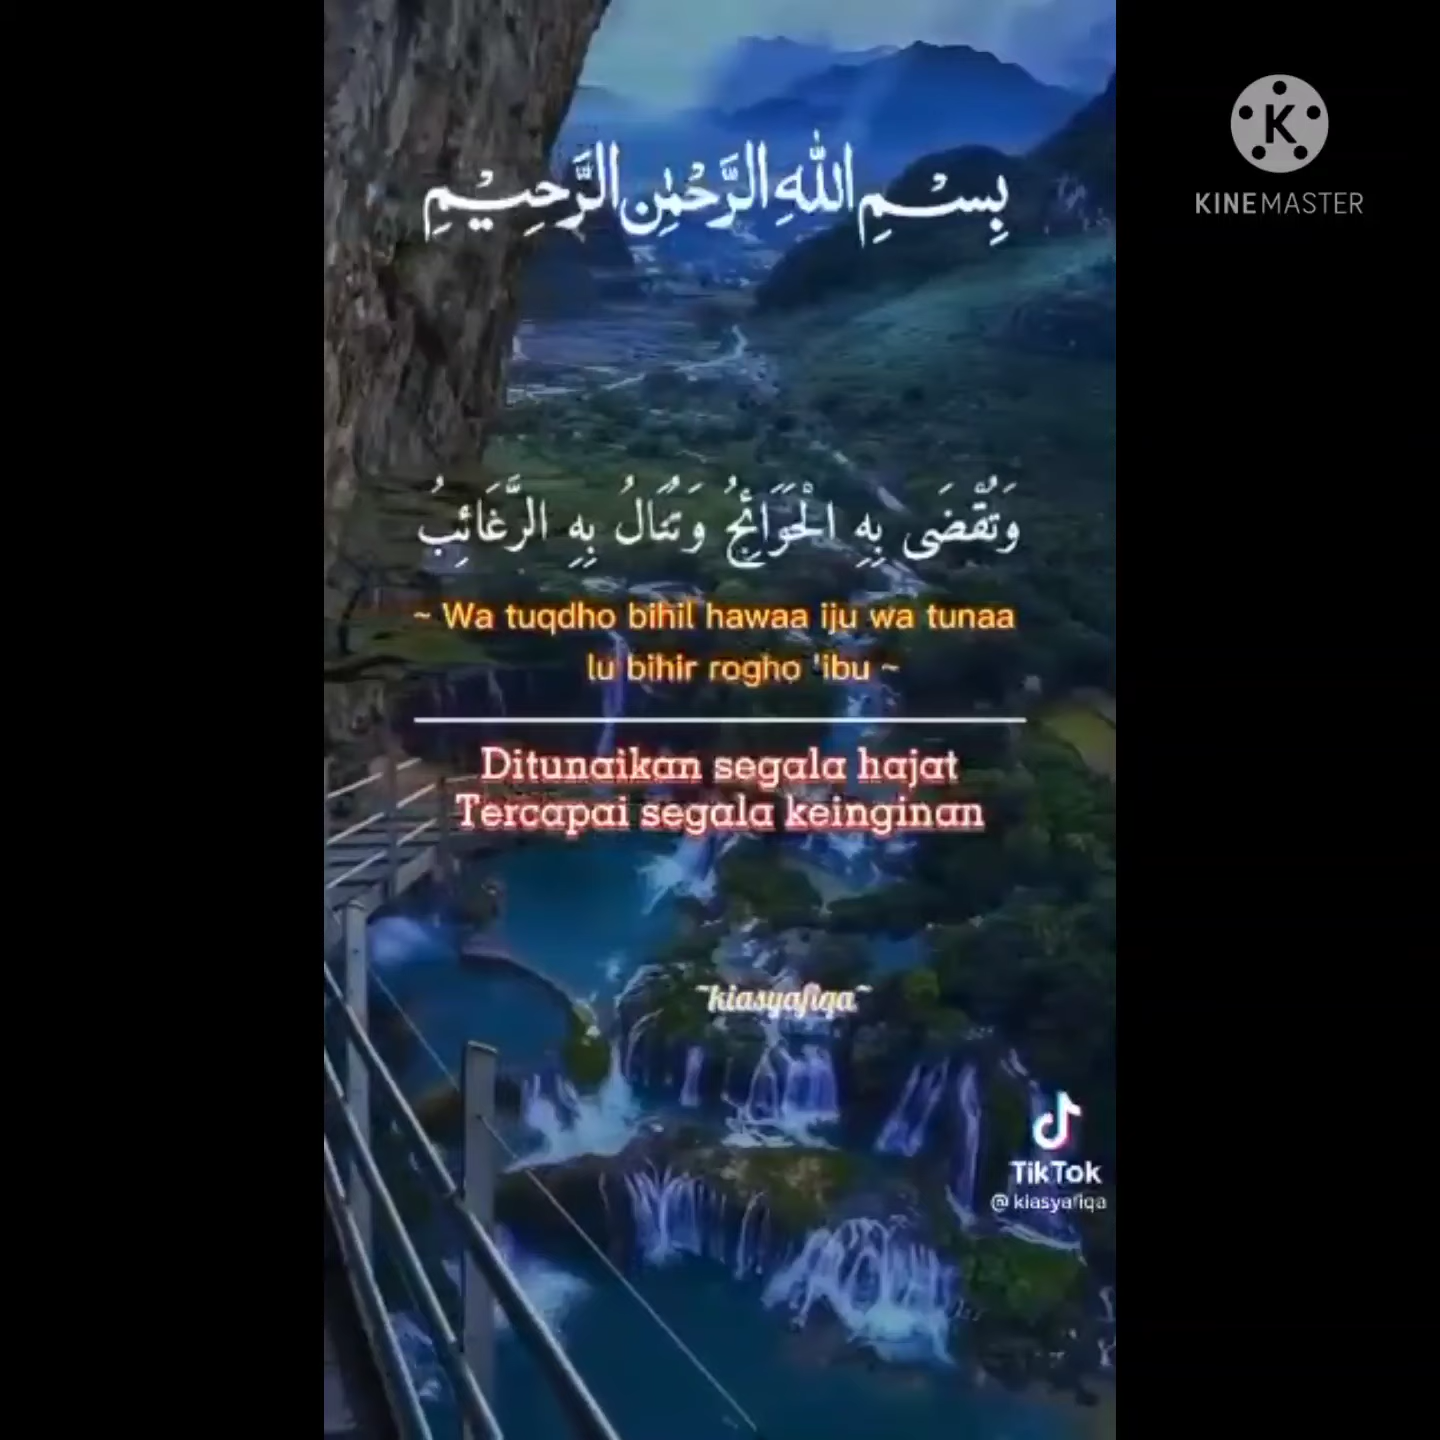 KINEMASTER
بِسْمِ اللهِ الرَّحْمٰنِ الرَّحِيْمِ
وَتُقْضَى بِهِ الْحَوَائِجُ وَتُنَالُ بِهِ الرَّغَائِبُ
~ Wa tuqdho bihil hawaa iju wa tunaa
lu bihir rogho 'ibu ~
Ditunaikan segala hajat
Tercapai segala keinginan
~kiasyafiqa~
TikTok
@kiasyafiqa